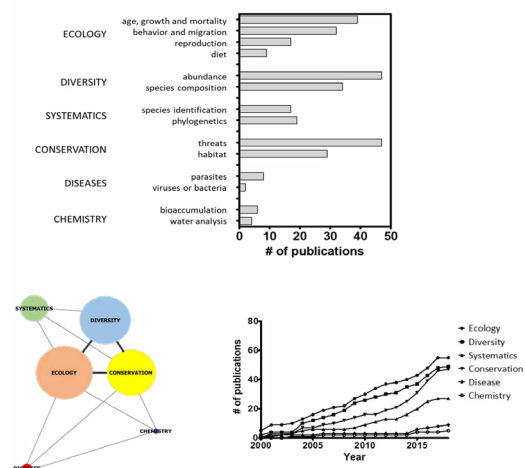 ECOLOGY
age, growth and mortality
behavior and migration
reproduction
diet
DIVERSITY
abundance
species composition
SYSTEMATICS
species identification
phylogenetics
CONSERVATION
threats
habitat
DISEASES
parasites
viruses or bacteria
CHEMISTRY
bioaccumulation
water analysis
0 10 20 30 40 50
# of publications
SYSTEMATICS
DIVERSITY
ECOLOGY
CONSERVATION
CHEMISTRY
# of publications
80
60
40
20
0
2000 2005 2010 2015
Year
Ecology
Diversity
Systematics
Conservation
Disease
Chemistry